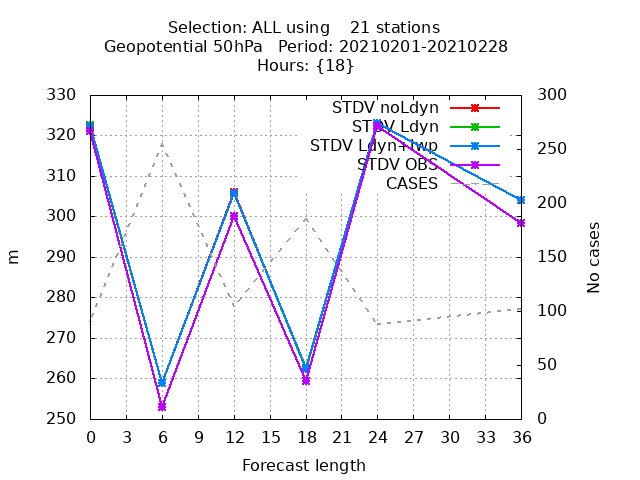 Selection: ALL using 21 stations
Geopotential 50hPa Period: 20210201-20210228
Hours: {18}
330 300
STDV noLdyn
STDV Ldyn
320 250
STDV Ldyn+lwp
STDV OBS
310 CASES
300 200
290 150
280 100
270 50
260
250 0
m
No cases
0 3 6 9 12 15 18 21 24 27 30 33 36
Forecast length